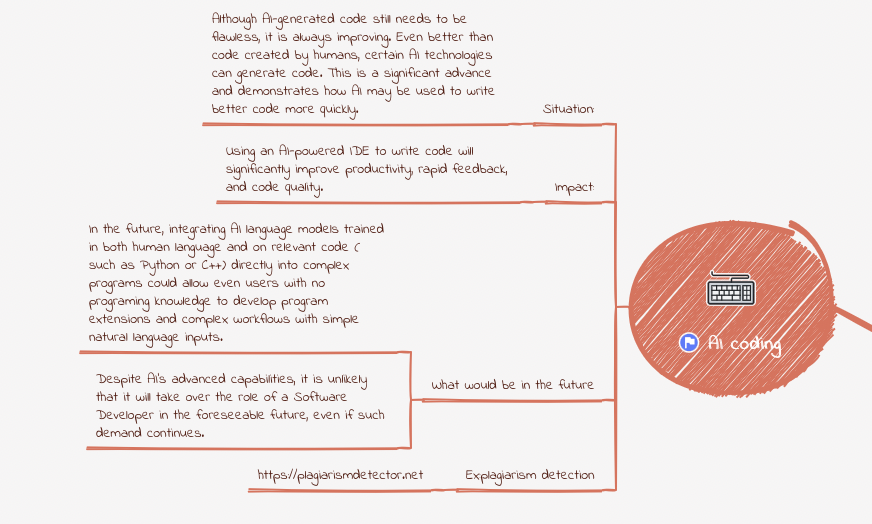 Although Ai-generated code still needs to be
flawless, it is always improving. Even better than
code created by humans, certain Ai technologies
can generate code. This is a significant advance
and demonstrates how Ai may be used to write
better code more quickly.
Situation:
Using an Ai-powered IDE to write code will
significantly improve productivity, rapid feedback,
and code quality.
Impact:
In the future, integrating AI language models trained
in both human language and on relevant code (
such as Python or C++) directly into complex
programs could allow even users with no
programing knowledge to develop program
extensions and complex workflows with simple
natural language inputs.
Despite AI's advanced capabilities, it is unlikely
that it will take over the role of a Software
Developer in the foreseeable future, even if such
demand continues.
What would be in the future
https://plagiarismdetector.net
Explagiarism detection
Ai coding